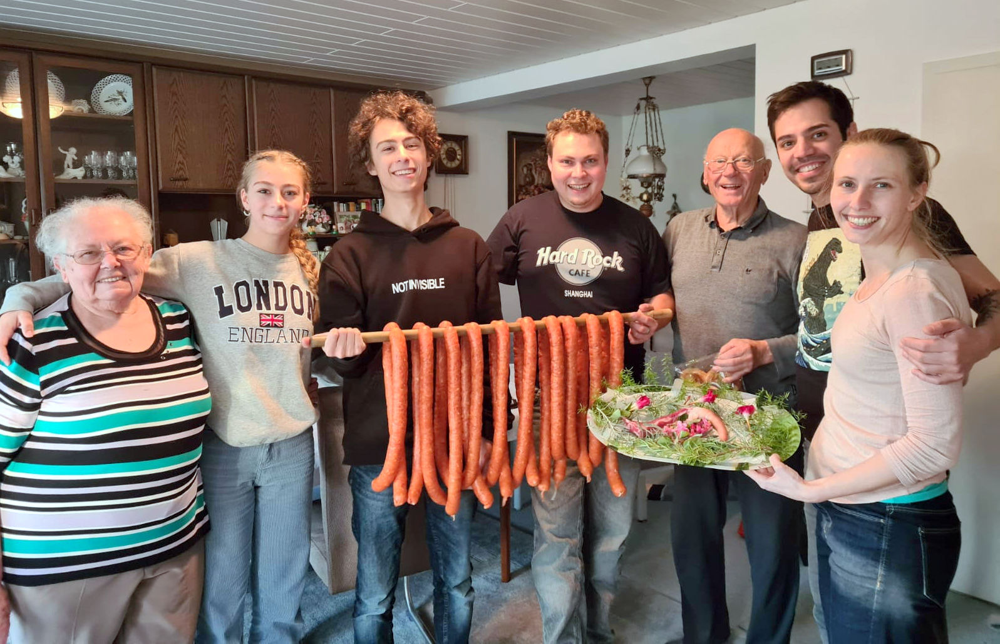 LONDON
ENGLAND
NOT INVISIBLE
Hard Rock
CAFE
SHANGHAI